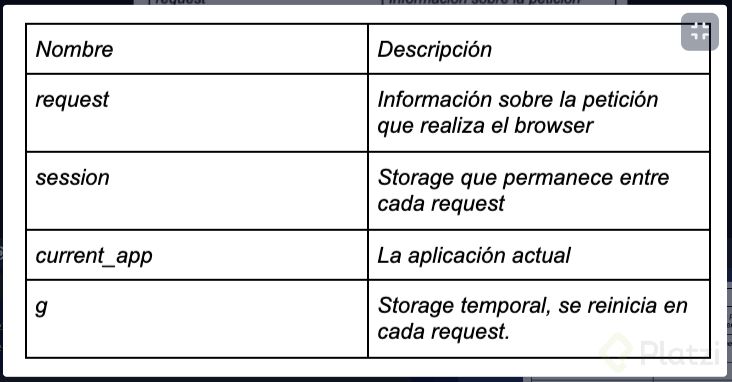 Nombre
Descripción
request
Información sobre la petición
que realiza el browser
session
Storage que permanece entre
cada request
current_app
La aplicación actual
g
Storage temporal, se reinicia en
cada request.
Platzi